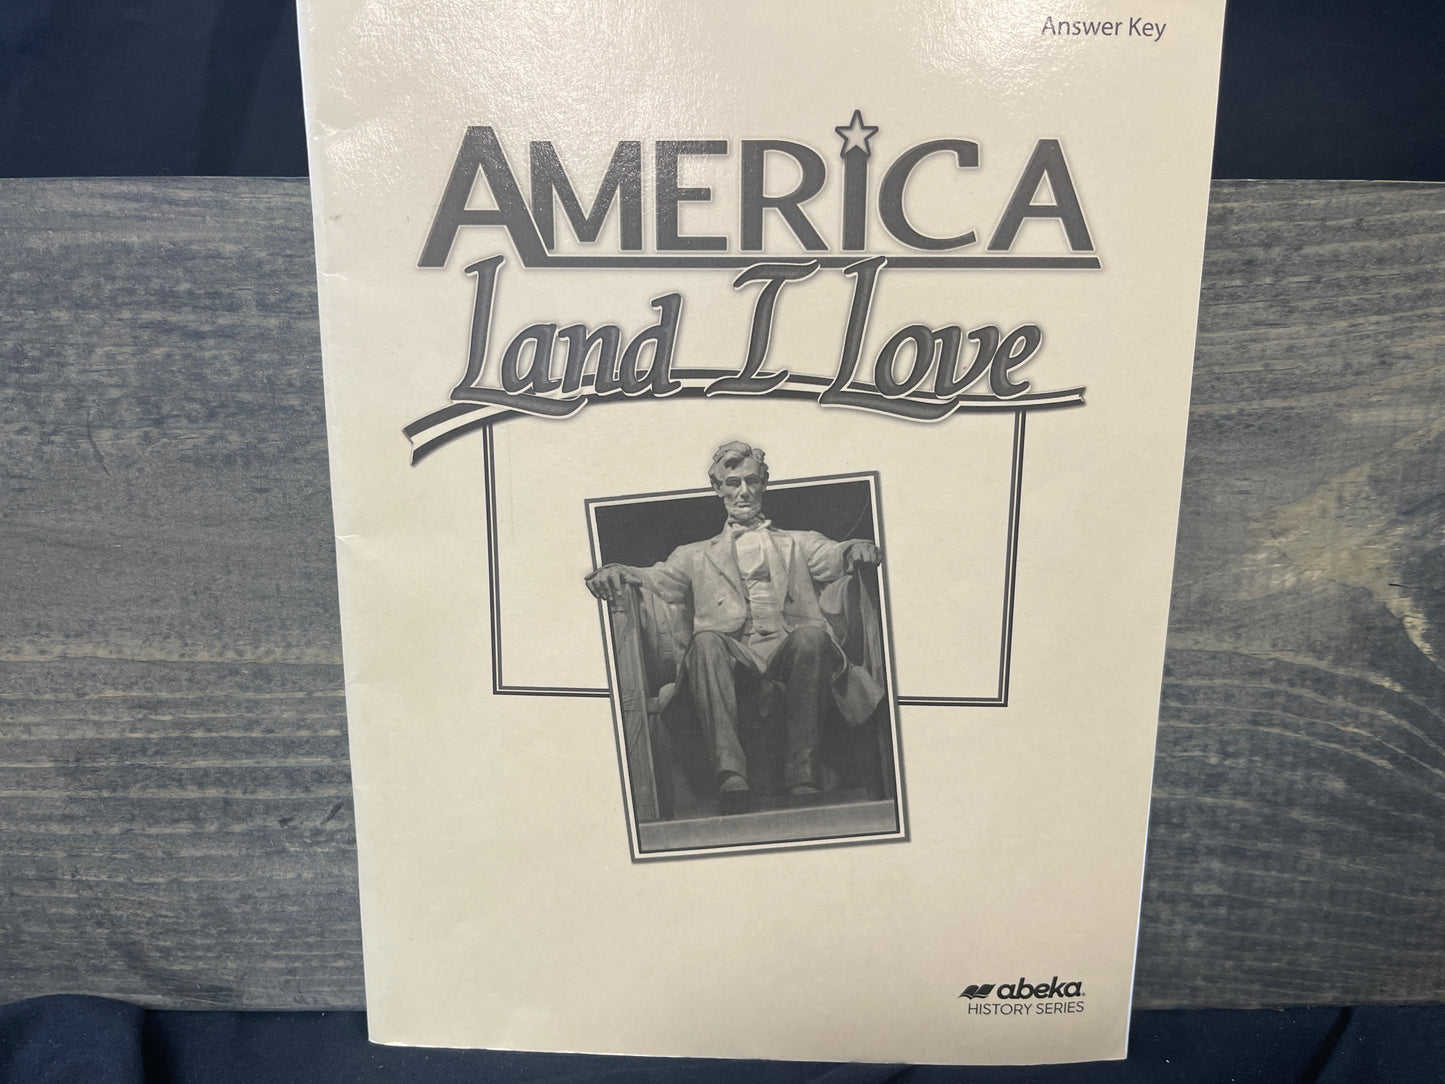 Answer Key
AMERICA
Land I Love
abeka
HISTORY SERIES